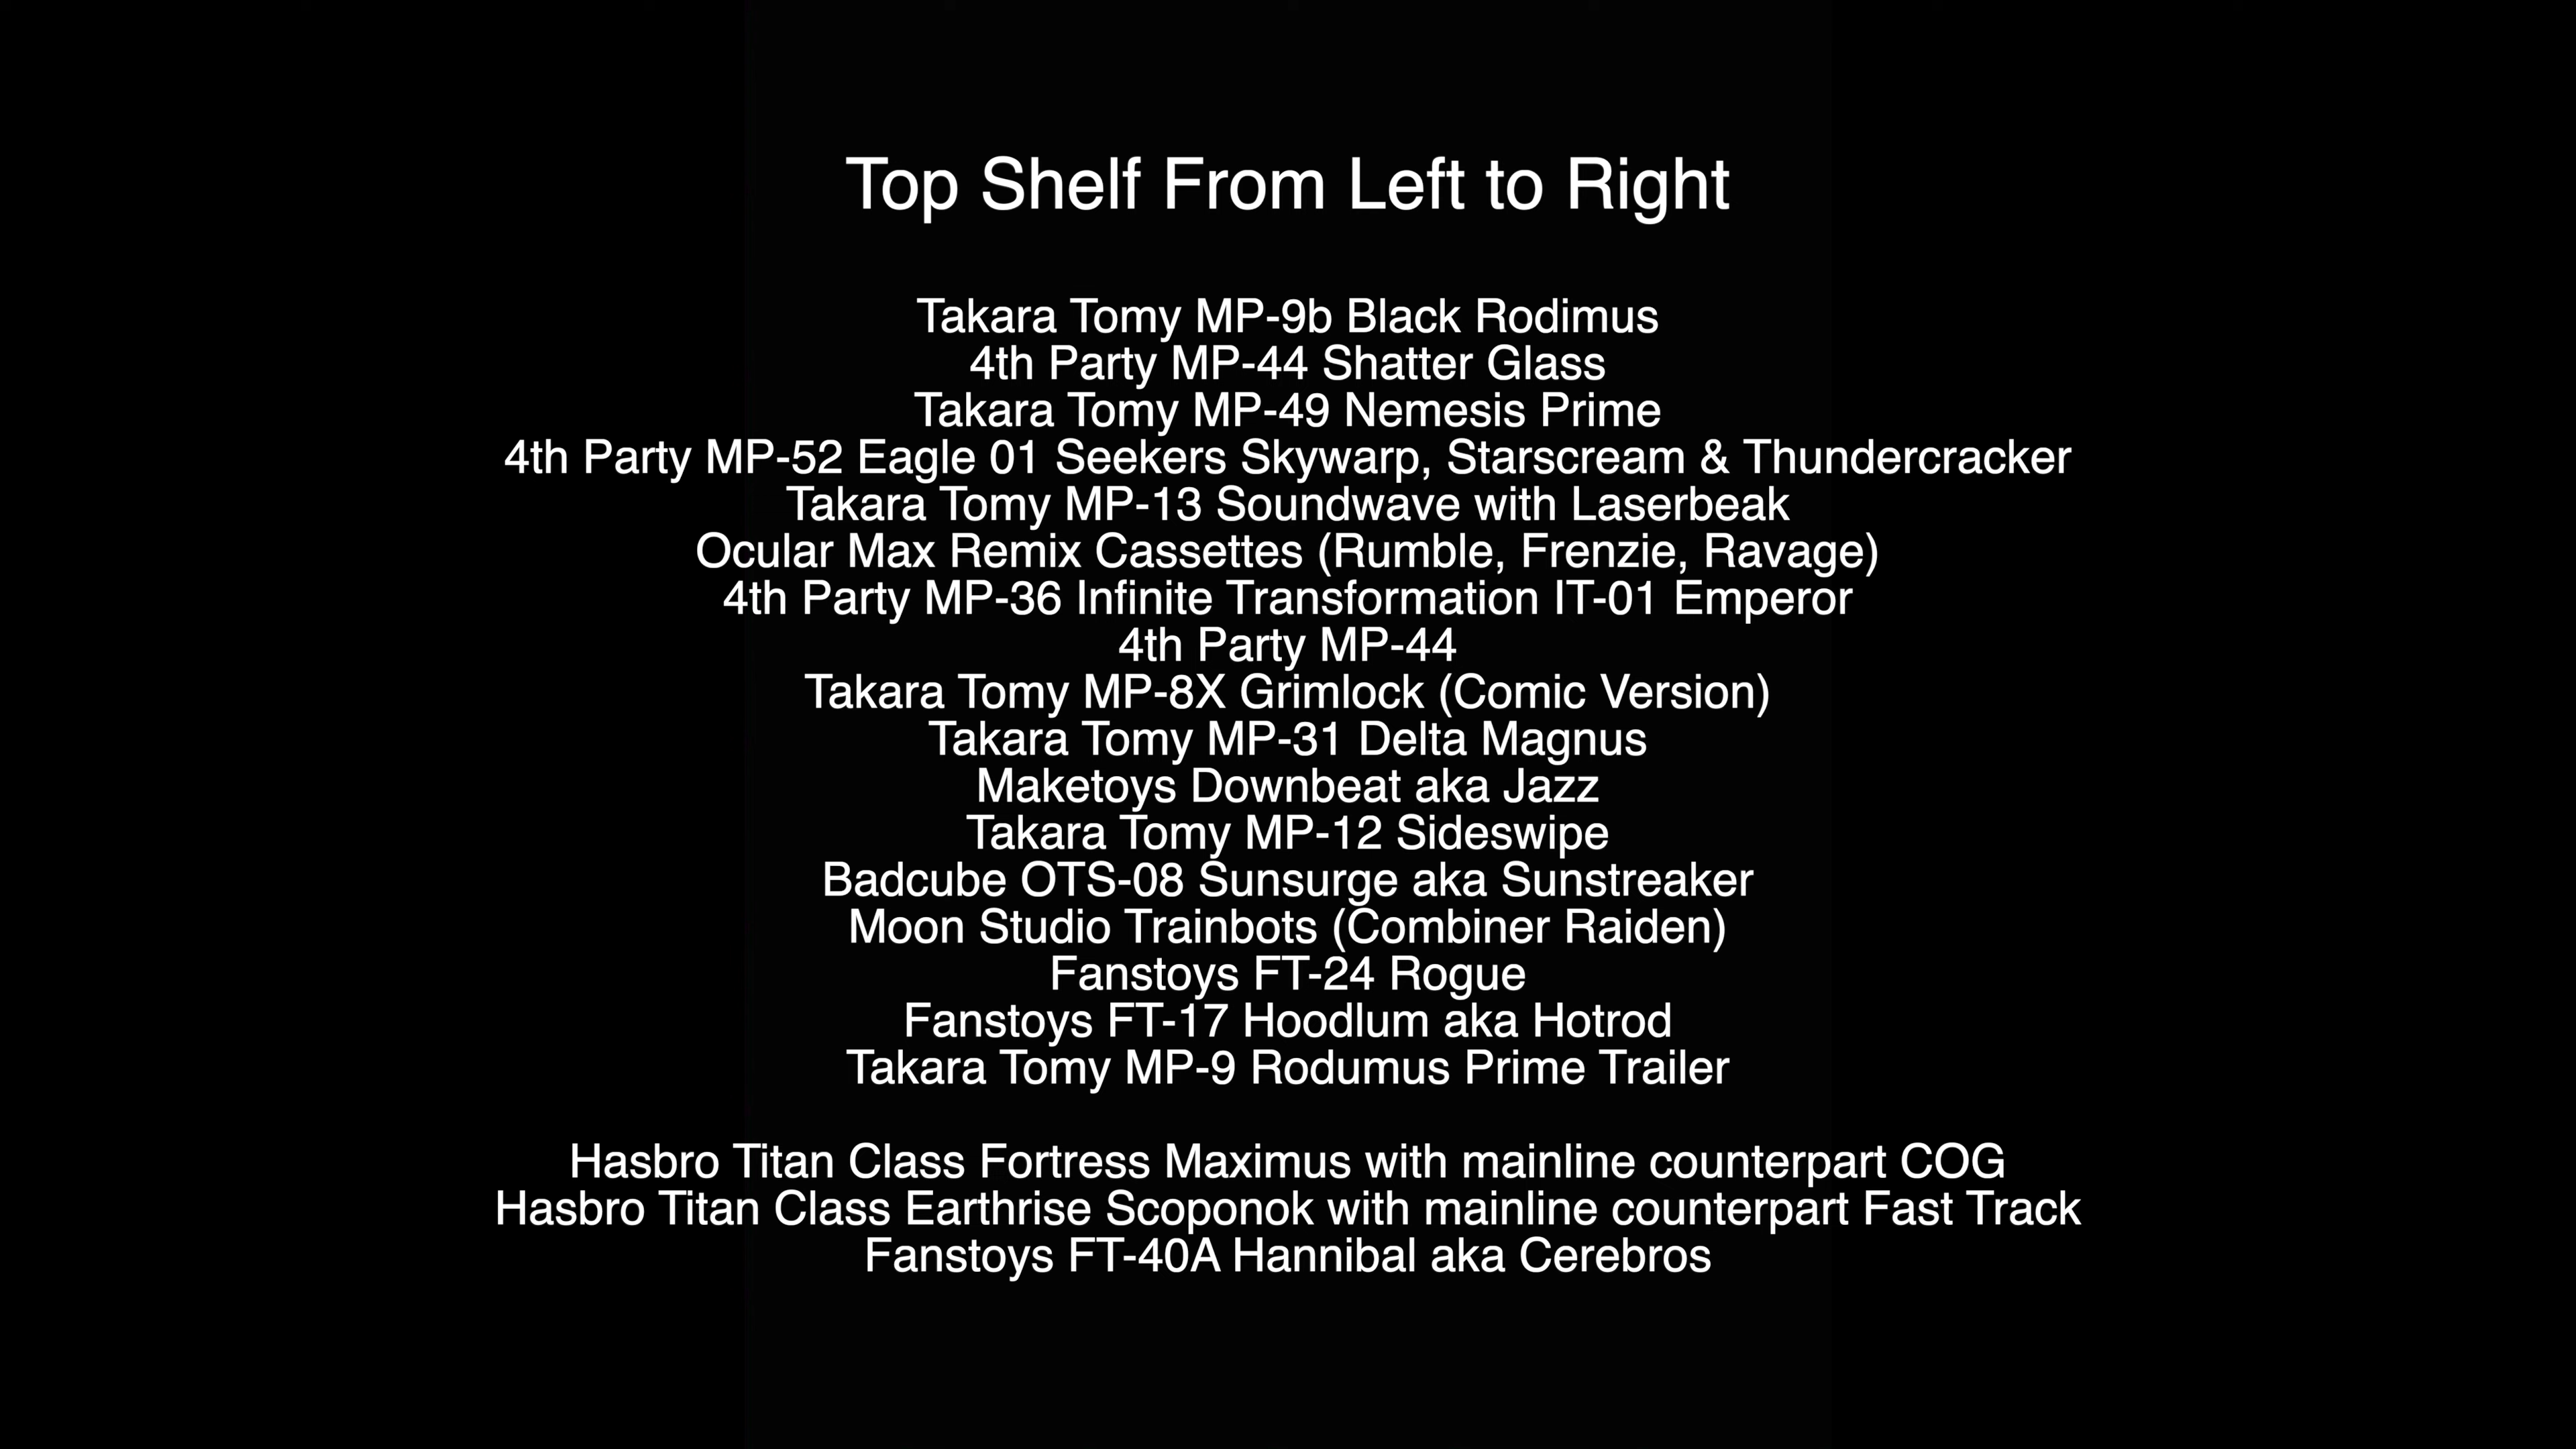 Top Shelf From Left to Right
Takara Tomy MP-9b Black Rodimus
4th Party MP-44 Shatter Glass
Takara Tomy MP-49 Nemesis Prime
4th Party MP-52 Eagle 01 Seekers Skywarp, Starscream & Thundercracker
Takara Tomy MP-13 Soundwave with Laserbeak
Ocular Max Remix Cassettes (Rumble, Frenzie, Ravage)
4th Party MP-36 Infinite Transformation IT-01 Emperor
4th Party MP-44
Takara Tomy MP-8X Grimlock (Comic Version)
Takara Tomy MP-31 Delta Magnus
Maketoys Downbeat aka Jazz
Takara Tomy MP-12 Sideswipe
Badcube OTS-08 Sunsurge aka Sunstreaker
Moon Studio Trainbots (Combiner Raiden)
Fanstoys FT-24 Rogue
Fanstoys FT-17 Hoodlum aka Hotrod
Takara Tomy MP-9 Rodumus Prime Trailer
Hasbro Titan Class Fortress Maximus with mainline counterpart COG
Hasbro Titan Class Earthrise Scoponok with mainline counterpart Fast Track
Fanstoys FT-40A Hannibal aka Cerebros